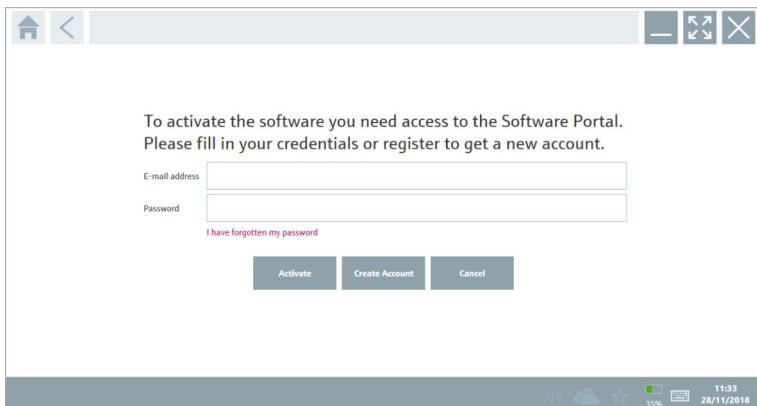 To activate the software you need access to the Software Portal.
Please fill in your credentials or register to get a new account.
E-mail address
Password
I have forgotten my password
Activate
Create Account
Cancel
35%
11:33
28/11/2018